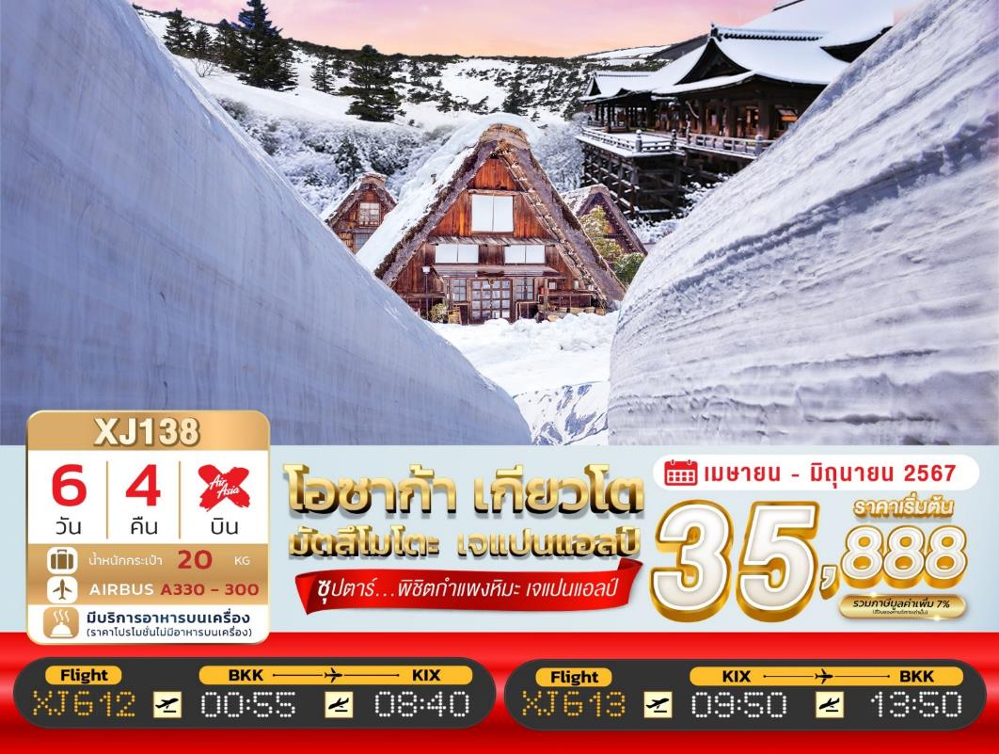 XJ138
6 4 Air Asia
วัน คืน บิน
น้ำหนักกระเป๋า 20 KG
AIRBUS A330 - 300
มีบริการอาหารบนเครื่อง
(ราคาโปรโมชั่นไม่มีอาหารบนเครื่อง)
โอซาก้า เกียวโต
มัตสึโมโตะ เจแปนแอลป์
ซุปตาร์...พิชิตกำแพงหิมะ เจแปนแอลป์
เมษายน - มิถุนายน 2567
ราคาเริ่มต้น
35,888
รวมภาษีมูลค่าเพิ่ม 7%
Flight BKK KIX
XJ612 00:55 08:40
Flight KIX BKK
XJ613 09:50 13:50